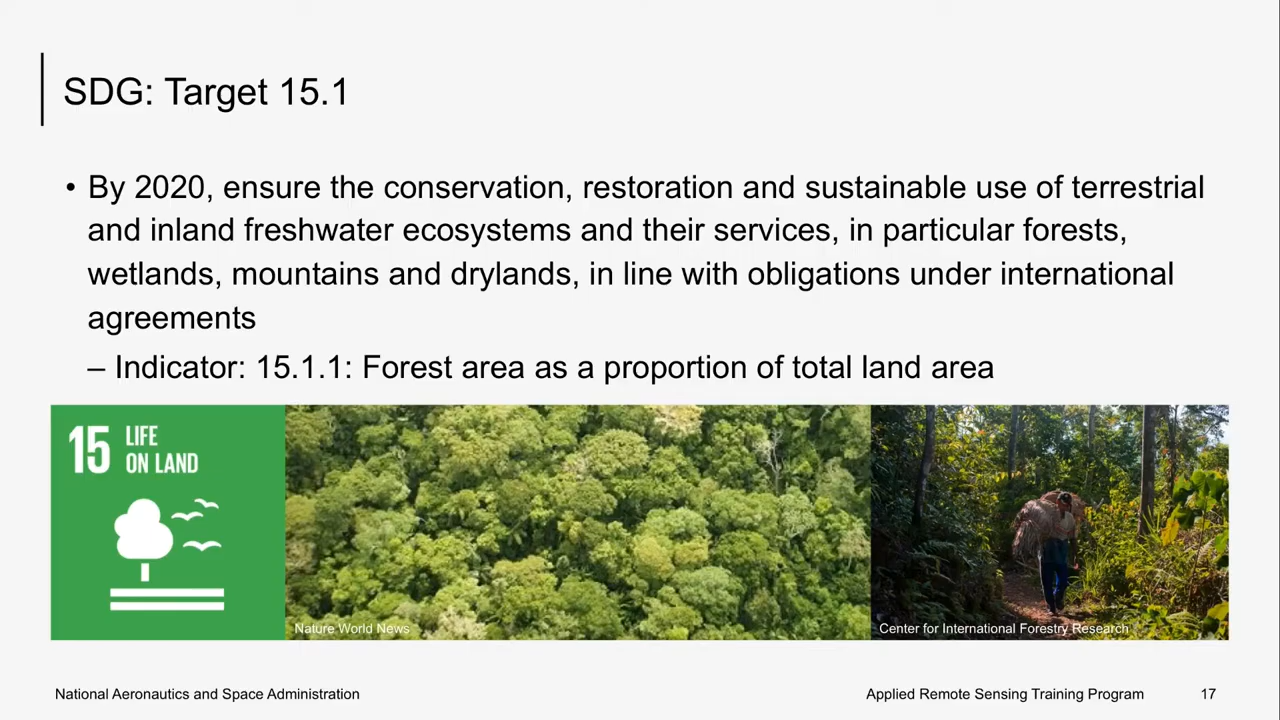 SDG: Target 15.1
• By 2020, ensure the conservation, restoration and sustainable use of terrestrial
and inland freshwater ecosystems and their services, in particular forests,
wetlands, mountains and drylands, in line with obligations under international
agreements
– Indicator: 15.1.1: Forest area as a proportion of total land area
15 LIFE
ON LAND
Nature World News
Center for International Forestry Research
National Aeronautics and Space Administration
Applied Remote Sensing Training Program
17